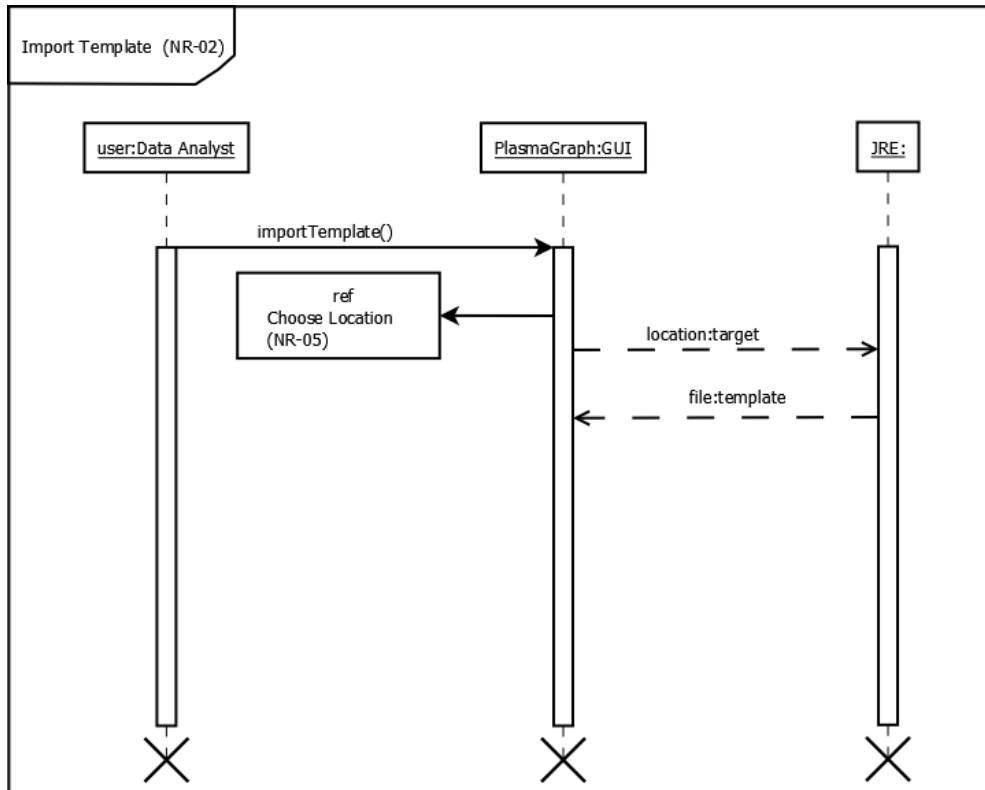 Import Template (NR-02)
user:Data Analyst
PlasmaGraph:GUI
JRE:
importTemplate()
ref
Choose Location
(NR-05)
location:target
file:template